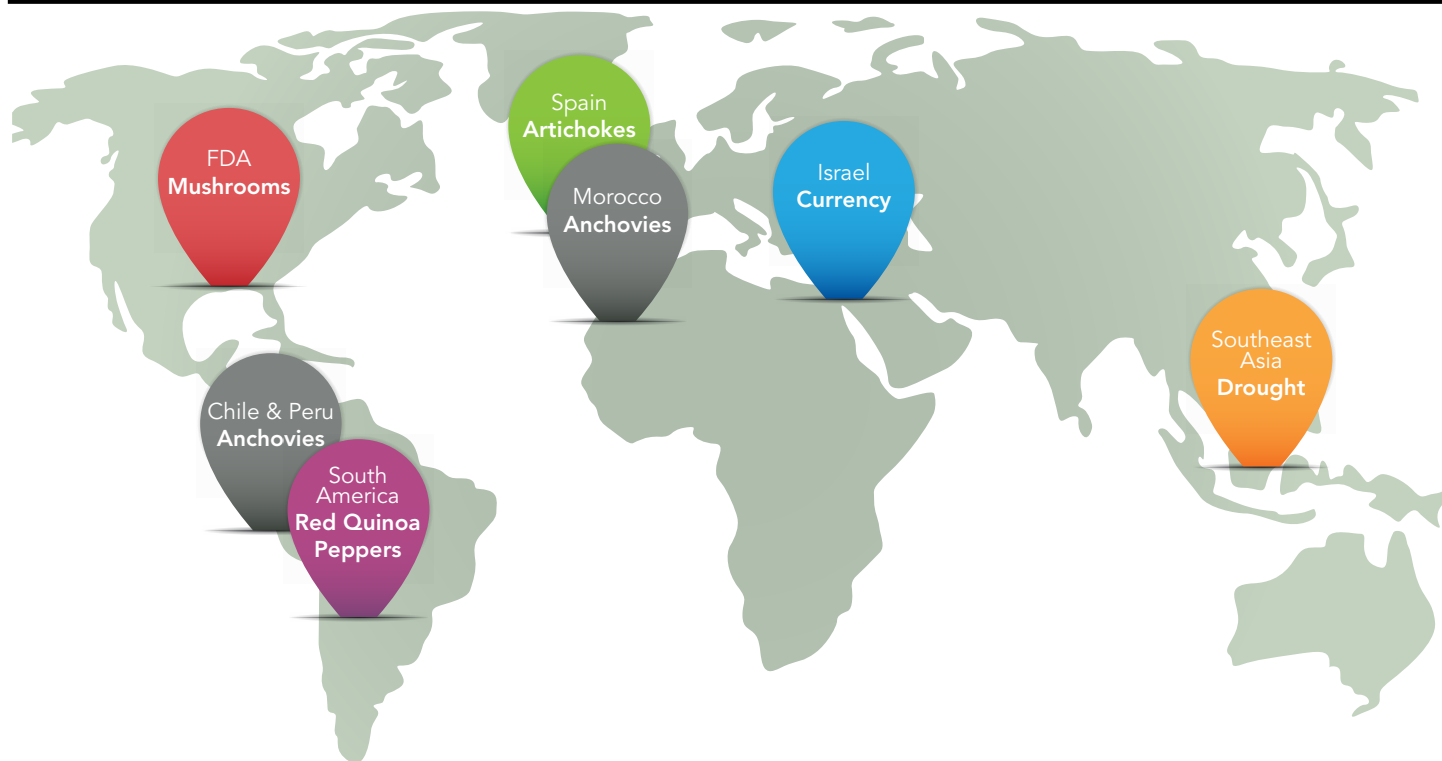 Spain
Artichokes
FDA
Mushrooms
Morocco
Anchovies
Israel
Currency
Southeast
Asia
Drought
Chile & Peru
Anchovies
South
America
Red Quinoa
Peppers